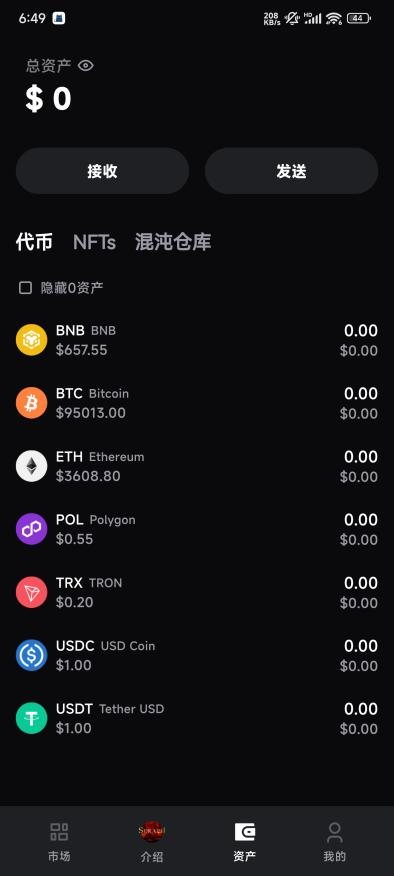 6:49
208
KB/s
HD
6
44
总资产
$ 0
接收
发送
代币
NFTs
混沌仓库
隐藏0资产
BNB BNB
0.00
$657.55
$0.00
BTC Bitcoin
0.00
$95013.00
$0.00
ETH Ethereum
0.00
$3608.80
$0.00
POL Polygon
0.00
$0.55
$0.00
TRX TRON
0.00
$0.20
$0.00
USDC USD Coin
0.00
$1.00
$0.00
USDT Tether USD
0.00
$1.00
$0.00
市场
介绍
资产
我的